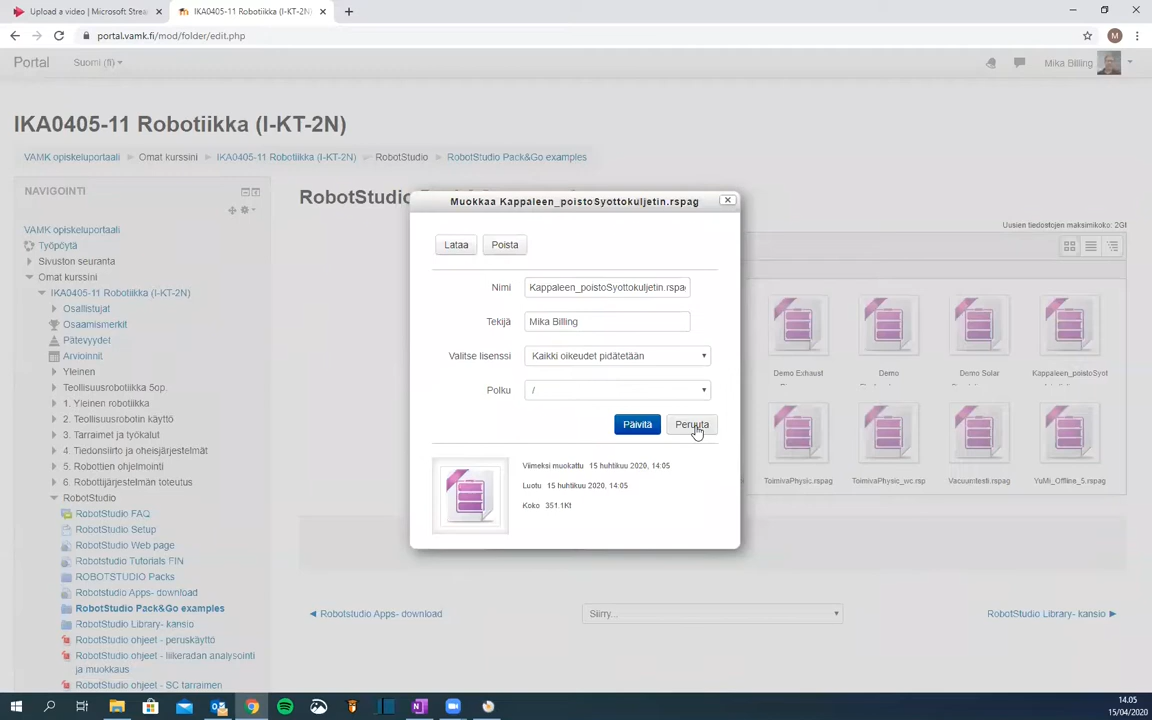 Upload a video | Microsoft Strea
IKA0405-11 Robotiikka (I-KT-2N)
portal.vamk.fi/mod/folder/edit.php
M
Portal
Suomi (fi)
Mika Billing
IKA0405-11 Robotiikka (I-KT-2N)
VAMK opiskeluportaali
Omat kurssini
IKA0405-11 Robotiikka (I-KT-2N)
RobotStudio
RobotStudio Pack&Go examples
NAVIGOINTI
VAMK opiskeluportaali
Työpöytä
Sivuston seuranta
Omat kurssini
IKA0405-11 Robotiikka (I-KT-2N)
Osallistujat
Osaamismerkit
Pätevyydet
Arvioinnit
Yleinen
Teollisuusrobotiikka 5op.
1. Yleinen robotiikka
2. Teollisuusrobotin käyttö
3. Tarraimet ja työkalut
4. Tiedonsiirto ja oheisjärjestelmät
5. Robottien ohjelmointi
6. Robottijärjestelmän toteutus
RobotStudio
RobotStudio FAQ
RobotStudio Setup
RobotStudio Web page
Robotstudio Tutorials FIN
ROBOTSTUDIO Packs
Robotstudio Apps- download
RobotStudio Pack&Go examples
RobotStudio Library- kansio
RobotStudio ohjeet - peruskäyttö
RobotStudio ohjeet - liikeradan analysointi
ja muokkaus
RobotStudio ohjeet - SC tarraimen
RobotStudio
Uusien tiedostojen maksimikoko: 2Gt
Muokkaa Kappaleen_poistoSyottokuljetin.rspag
Lataa
Poista
Nimi
Kappaleen_poistoSyottokuljetin.rspa
Tekijä
Mika Billing
Valitse lisenssi
Kaikki oikeudet pidätetään
Polku
/
Päivitä
Peruuta
Viimeksi muokattu 15 huhtikuu 2020, 14:05
Luotu 15 huhtikuu 2020, 14:05
Koko 351.1Kt
Demo Exhaust
Demo
Demo Solar
Kappaleen_poistoSyot
ToimivaPhysic.rspag
ToimivaPhysic_wc.rsp
Vacuumtesti.rspag
YuMi_Offline_5.rspag
◄ Robotstudio Apps- download
Siirry...
RobotStudio Library- kansio ►
14.05
15/04/2020